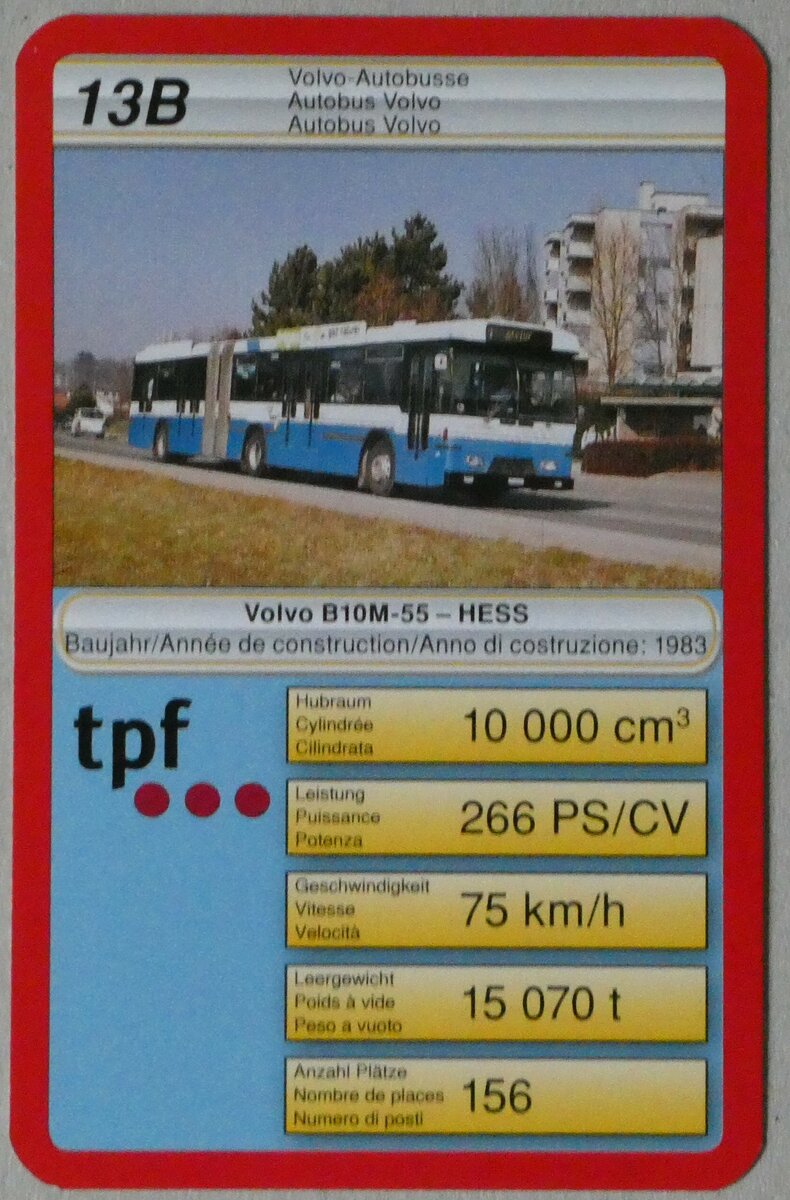 13B
Volvo-Autobusse
Autobus Volvo
Autobus Volvo
Volvo B10M-55 – HESS
Baujahr/Année de construction/Anno di costruzione: 1983
tpf
Hubraum
Cylindrée
Cilindrata
10 000 cm³
Leistung
Puissance
Potenza
266 PS/CV
Geschwindigkeit
Vitesse
Velocità
75 km/h
Leergewicht
Poids à vide
Peso a vuoto
15 070 t
Anzahl Plätze
Nombre de places
Numero di posti
156